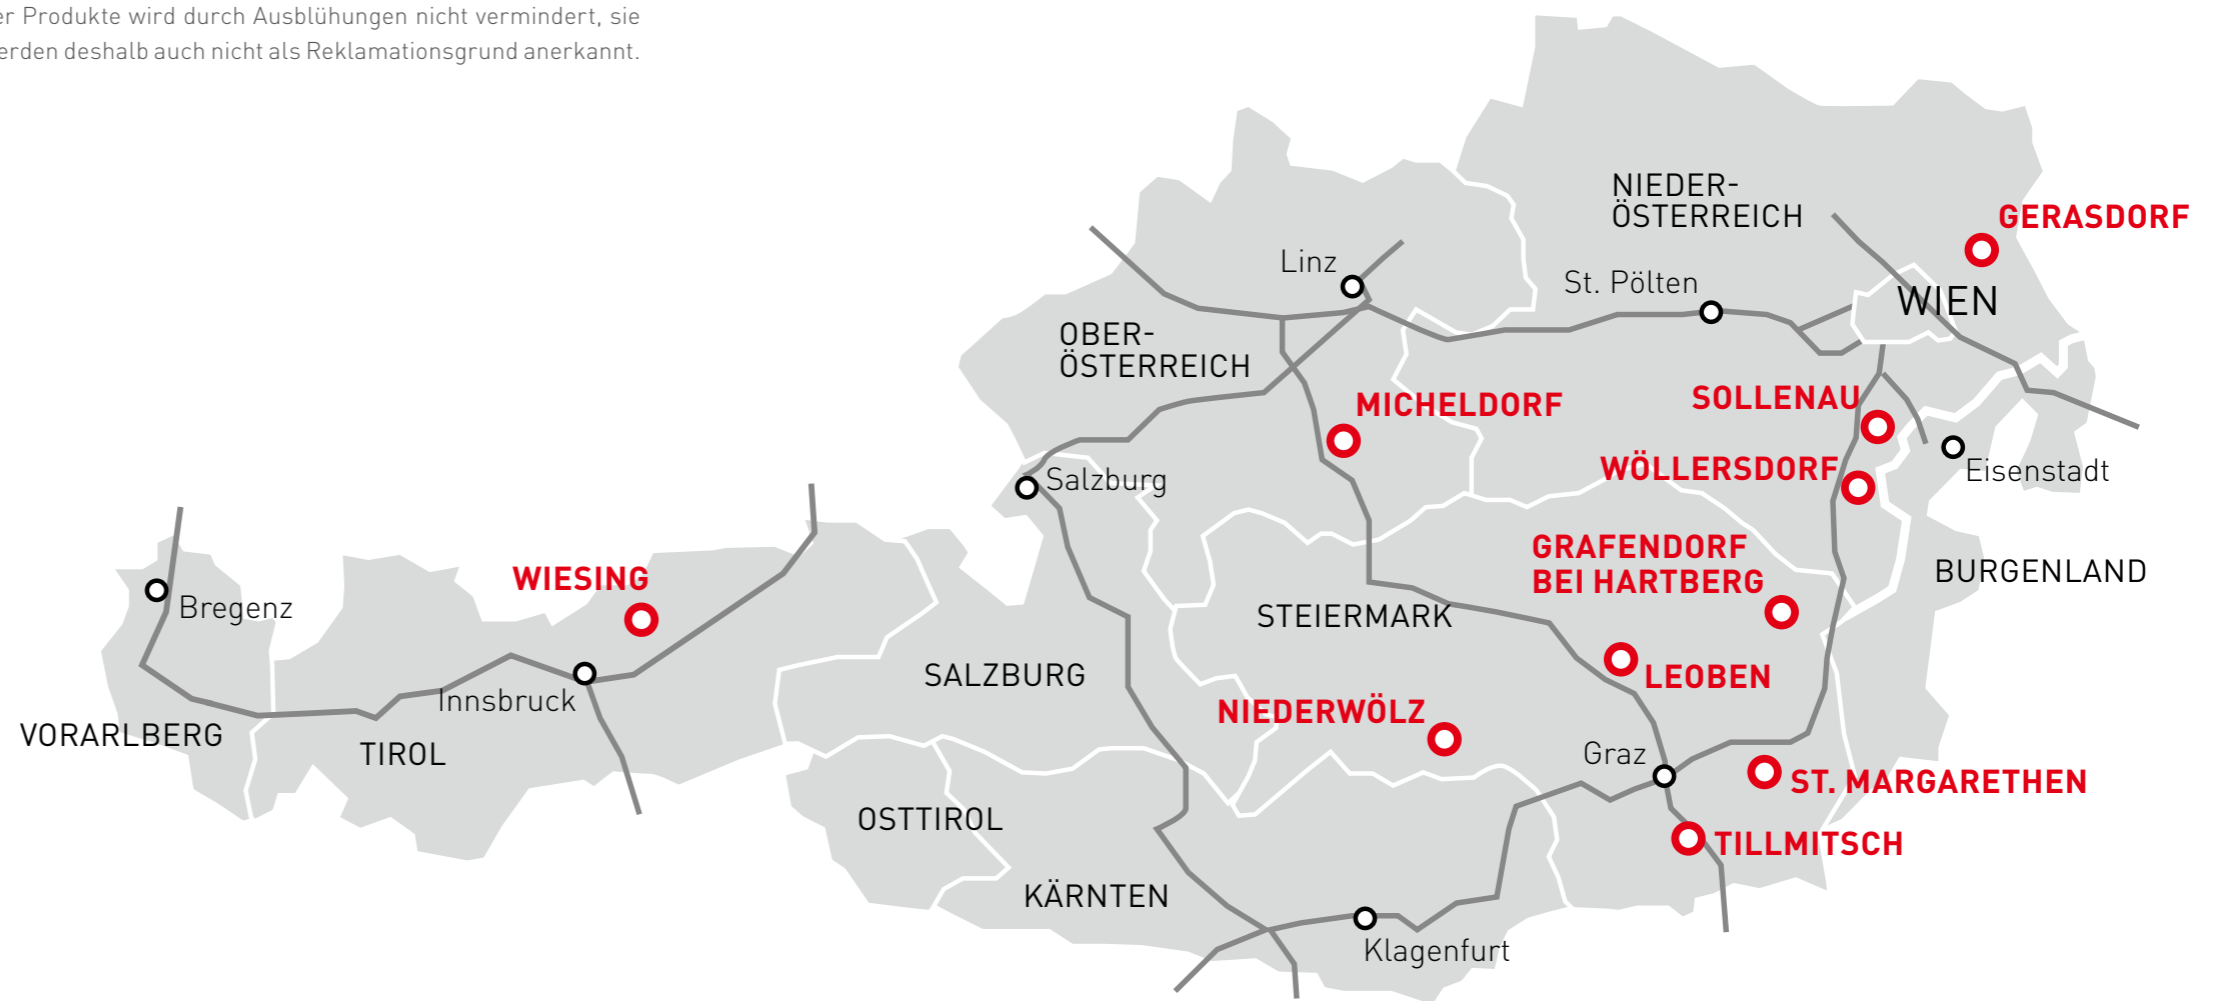 er Produkte wird durch Ausblühungen nicht vermindert, sie
erden deshalb auch nicht als Reklamationsgrund anerkannt.
NIEDER-
ÖSTERREICH
GERASDORF
Linz
St. Pölten
WIEN
OBER-
ÖSTERREICH
MICHELDORF
SOLLENAU
WÖLLERSDORF
Eisenstadt
Salzburg
GRAFENDORF
BEI HARTBERG
BURGENLAND
WIESING
Bregenz
STEIERMARK
SALZBURG
LEOBEN
Innsbruck
NIEDERWÖLZ
VORARLBERG
TIROL
Graz
ST. MARGARETHEN
OSTTIROL
TILLMITSCH
KÄRNTEN
Klagenfurt